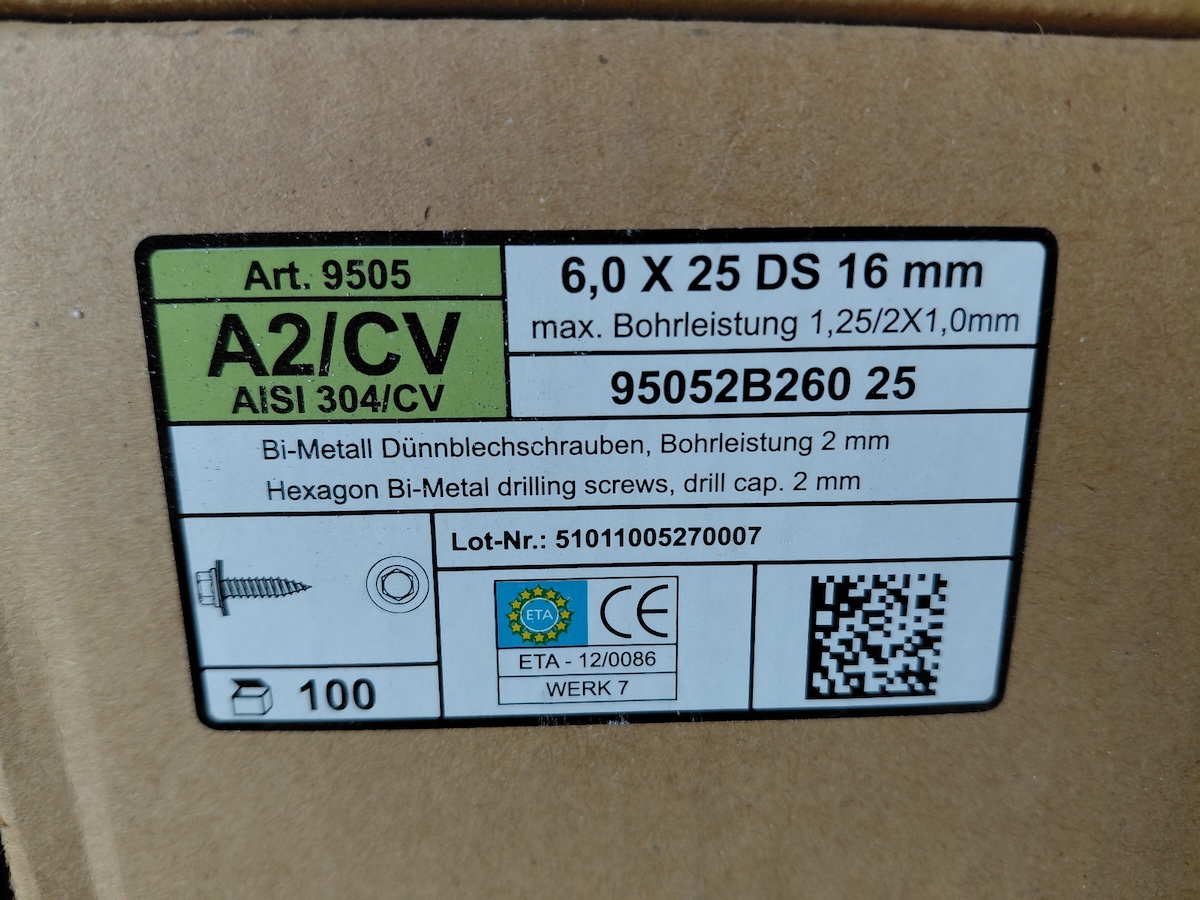 Art. 9505
A2/CV
AISI 304/CV
6,0 X 25 DS 16 mm
max. Bohrleistung 1,25/2X1,0mm
95052B260 25
Bi-Metall Dünnblechschrauben, Bohrleistung 2 mm
Hexagon Bi-Metal drilling screws, drill cap. 2 mm
Lot-Nr.: 51011005270007
ETA
CE
ETA - 12/0086
WERK 7
100